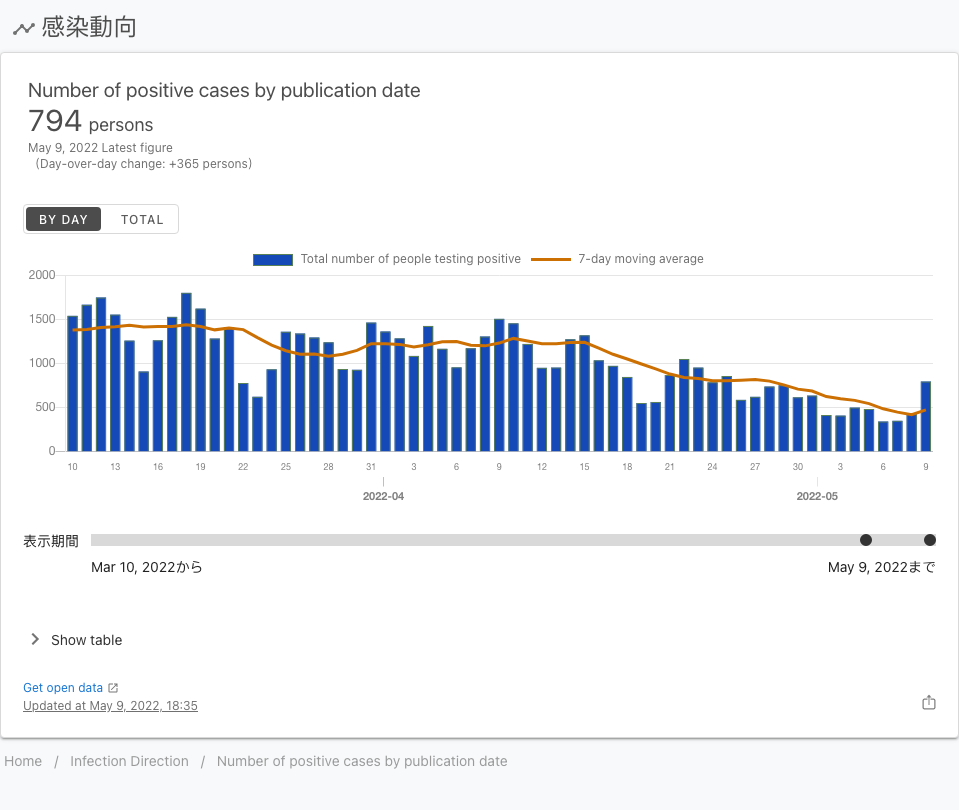 感染動向
Number of positive cases by publication date
794 persons
May 9, 2022 Latest figure
(Day-over-day change: +365 persons)
BY DAY TOTAL
Total number of people testing positive 7-day moving average
2000
1500
1000
500
0
10 13 16 19 22 25 28 31 3 6 9 12 15 18 21 24 27 30 3 6 9
2022-04 2022-05
表示期間
Mar 10, 2022から May 9, 2022まで
Show table
Get open data
Updated at May 9, 2022, 18:35
Home / Infection Direction / Number of positive cases by publication date